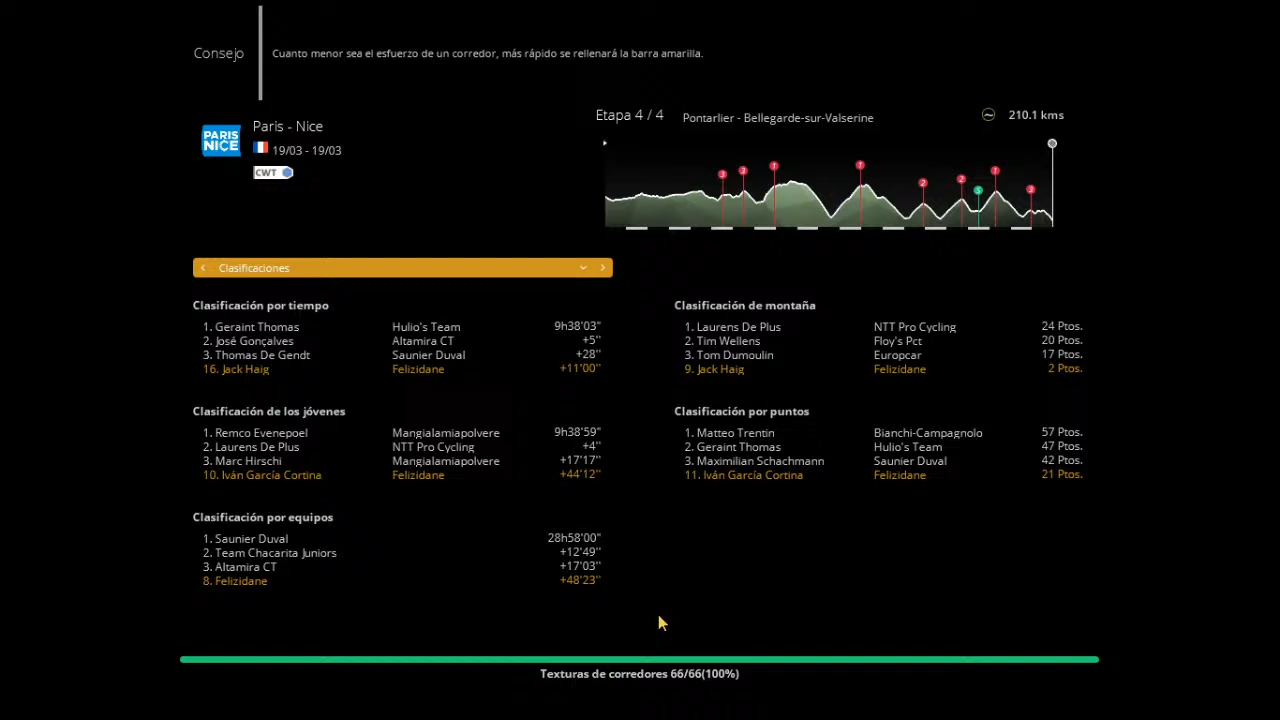 Consejo
Cuanto menor sea el esfuerzo de un corredor, más rápido se rellenará la barra amarilla.
PARIS NICE
Paris - Nice
19/03 - 19/03
CWT
Etapa 4 / 4 Pontarlier - Bellegarde-sur-Valserine 210.1 kms
3 3 1 1 2 2 S 1 3
Clasificaciones
Clasificación por tiempo
1. Geraint Thomas Hulio's Team 9h38'03''
2. José Gonçalves Altamira CT +5''
3. Thomas De Gendt Saunier Duval +28''
16. Jack Haig Felizidane +11'00''
Clasificación de montaña
1. Laurens De Plus NTT Pro Cycling 24 Ptos.
2. Tim Wellens Floy's Pct 20 Ptos.
3. Tom Dumoulin Europcar 17 Ptos.
9. Jack Haig Felizidane 2 Ptos.
Clasificación de los jóvenes
1. Remco Evenepoel Mangialamiapolvere 9h38'59''
2. Laurens De Plus NTT Pro Cycling +4''
3. Marc Hirschi Mangialamiapolvere +17'17''
10. Iván García Cortina Felizidane +44'12''
Clasificación por puntos
1. Matteo Trentin Bianchi-Campagnolo 57 Ptos.
2. Geraint Thomas Hulio's Team 47 Ptos.
3. Maximilian Schachmann Saunier Duval 42 Ptos.
11. Iván García Cortina Felizidane 21 Ptos.
Clasificación por equipos
1. Saunier Duval 28h58'00''
2. Team Chacarita Juniors +12'49''
3. Altamira CT +17'03''
8. Felizidane +48'23''
Texturas de corredores 66/66(100%)